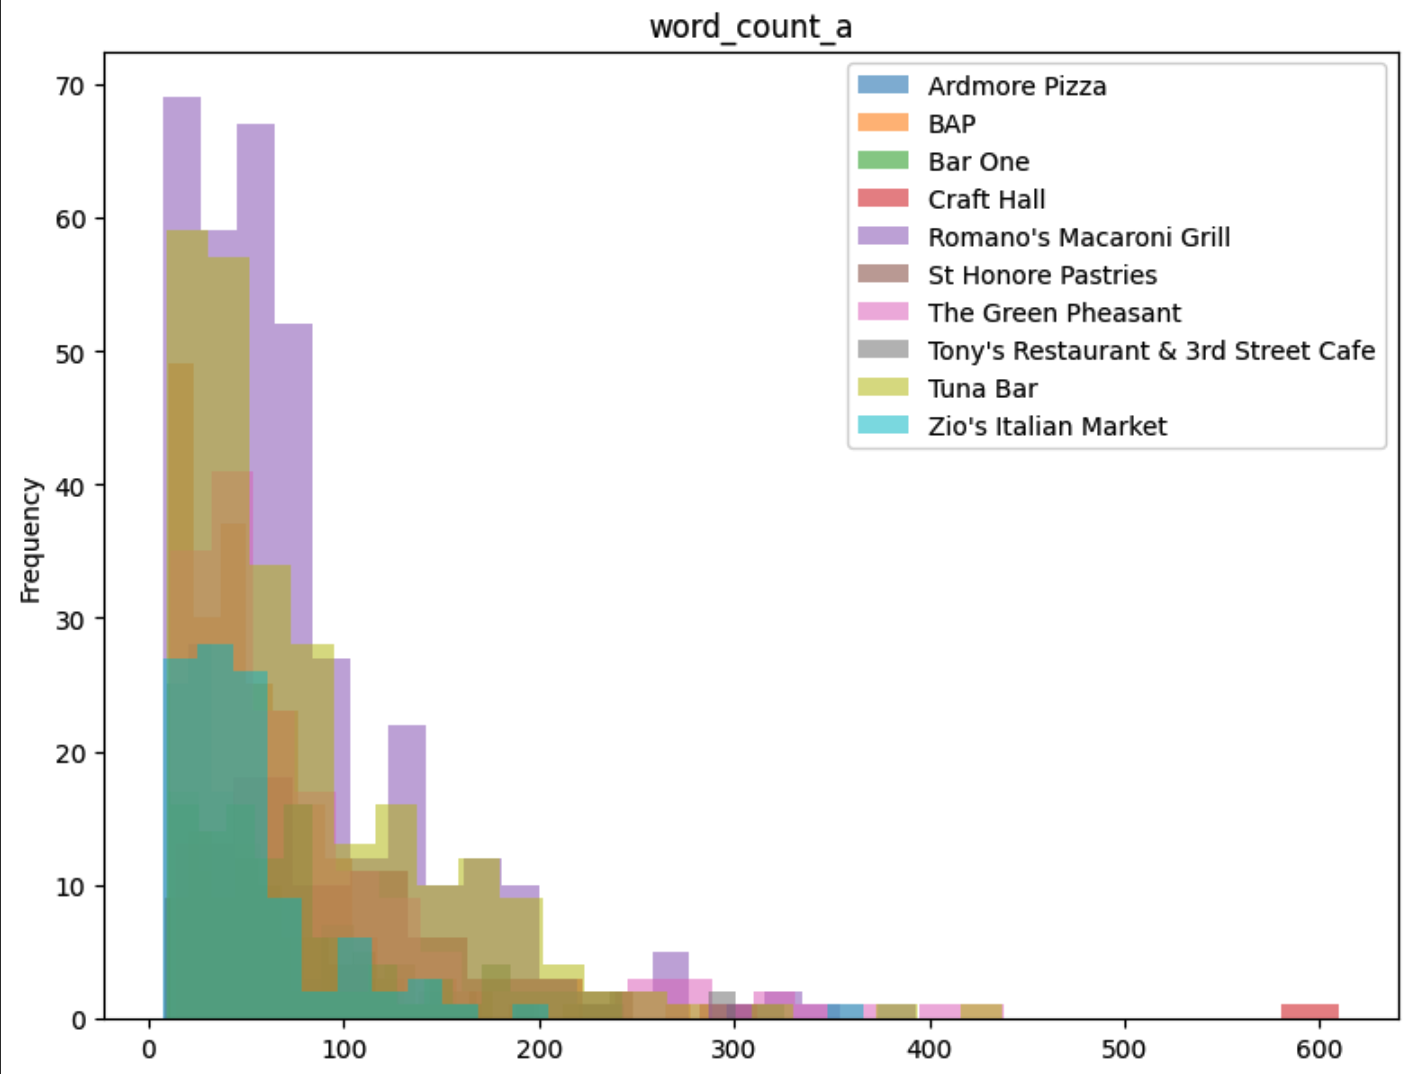 word_count_a
70
60
50
40
30
20
10
0
Frequency
Ardmore Pizza
BAP
Bar One
Craft Hall
Romano's Macaroni Grill
St Honore Pastries
The Green Pheasant
Tony's Restaurant & 3rd Street Cafe
Tuna Bar
Zio's Italian Market
0 100 200 300 400 500 600